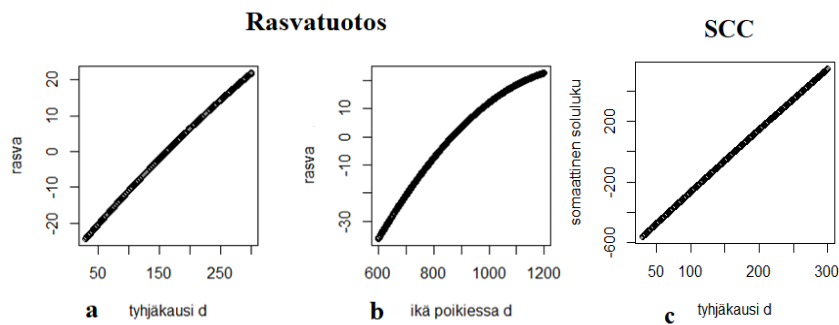 Rasvatuotos
SCC
rasva
-20
-10
0
10
20
50
150
250
a
tyhjäkausi d
rasva
-30
-10
0
10
600
800
1000
1200
b
ikä poikiessa d
somaattinen soluluku
-600
-200
200
50
100
200
300
c
tyhjäkausi d